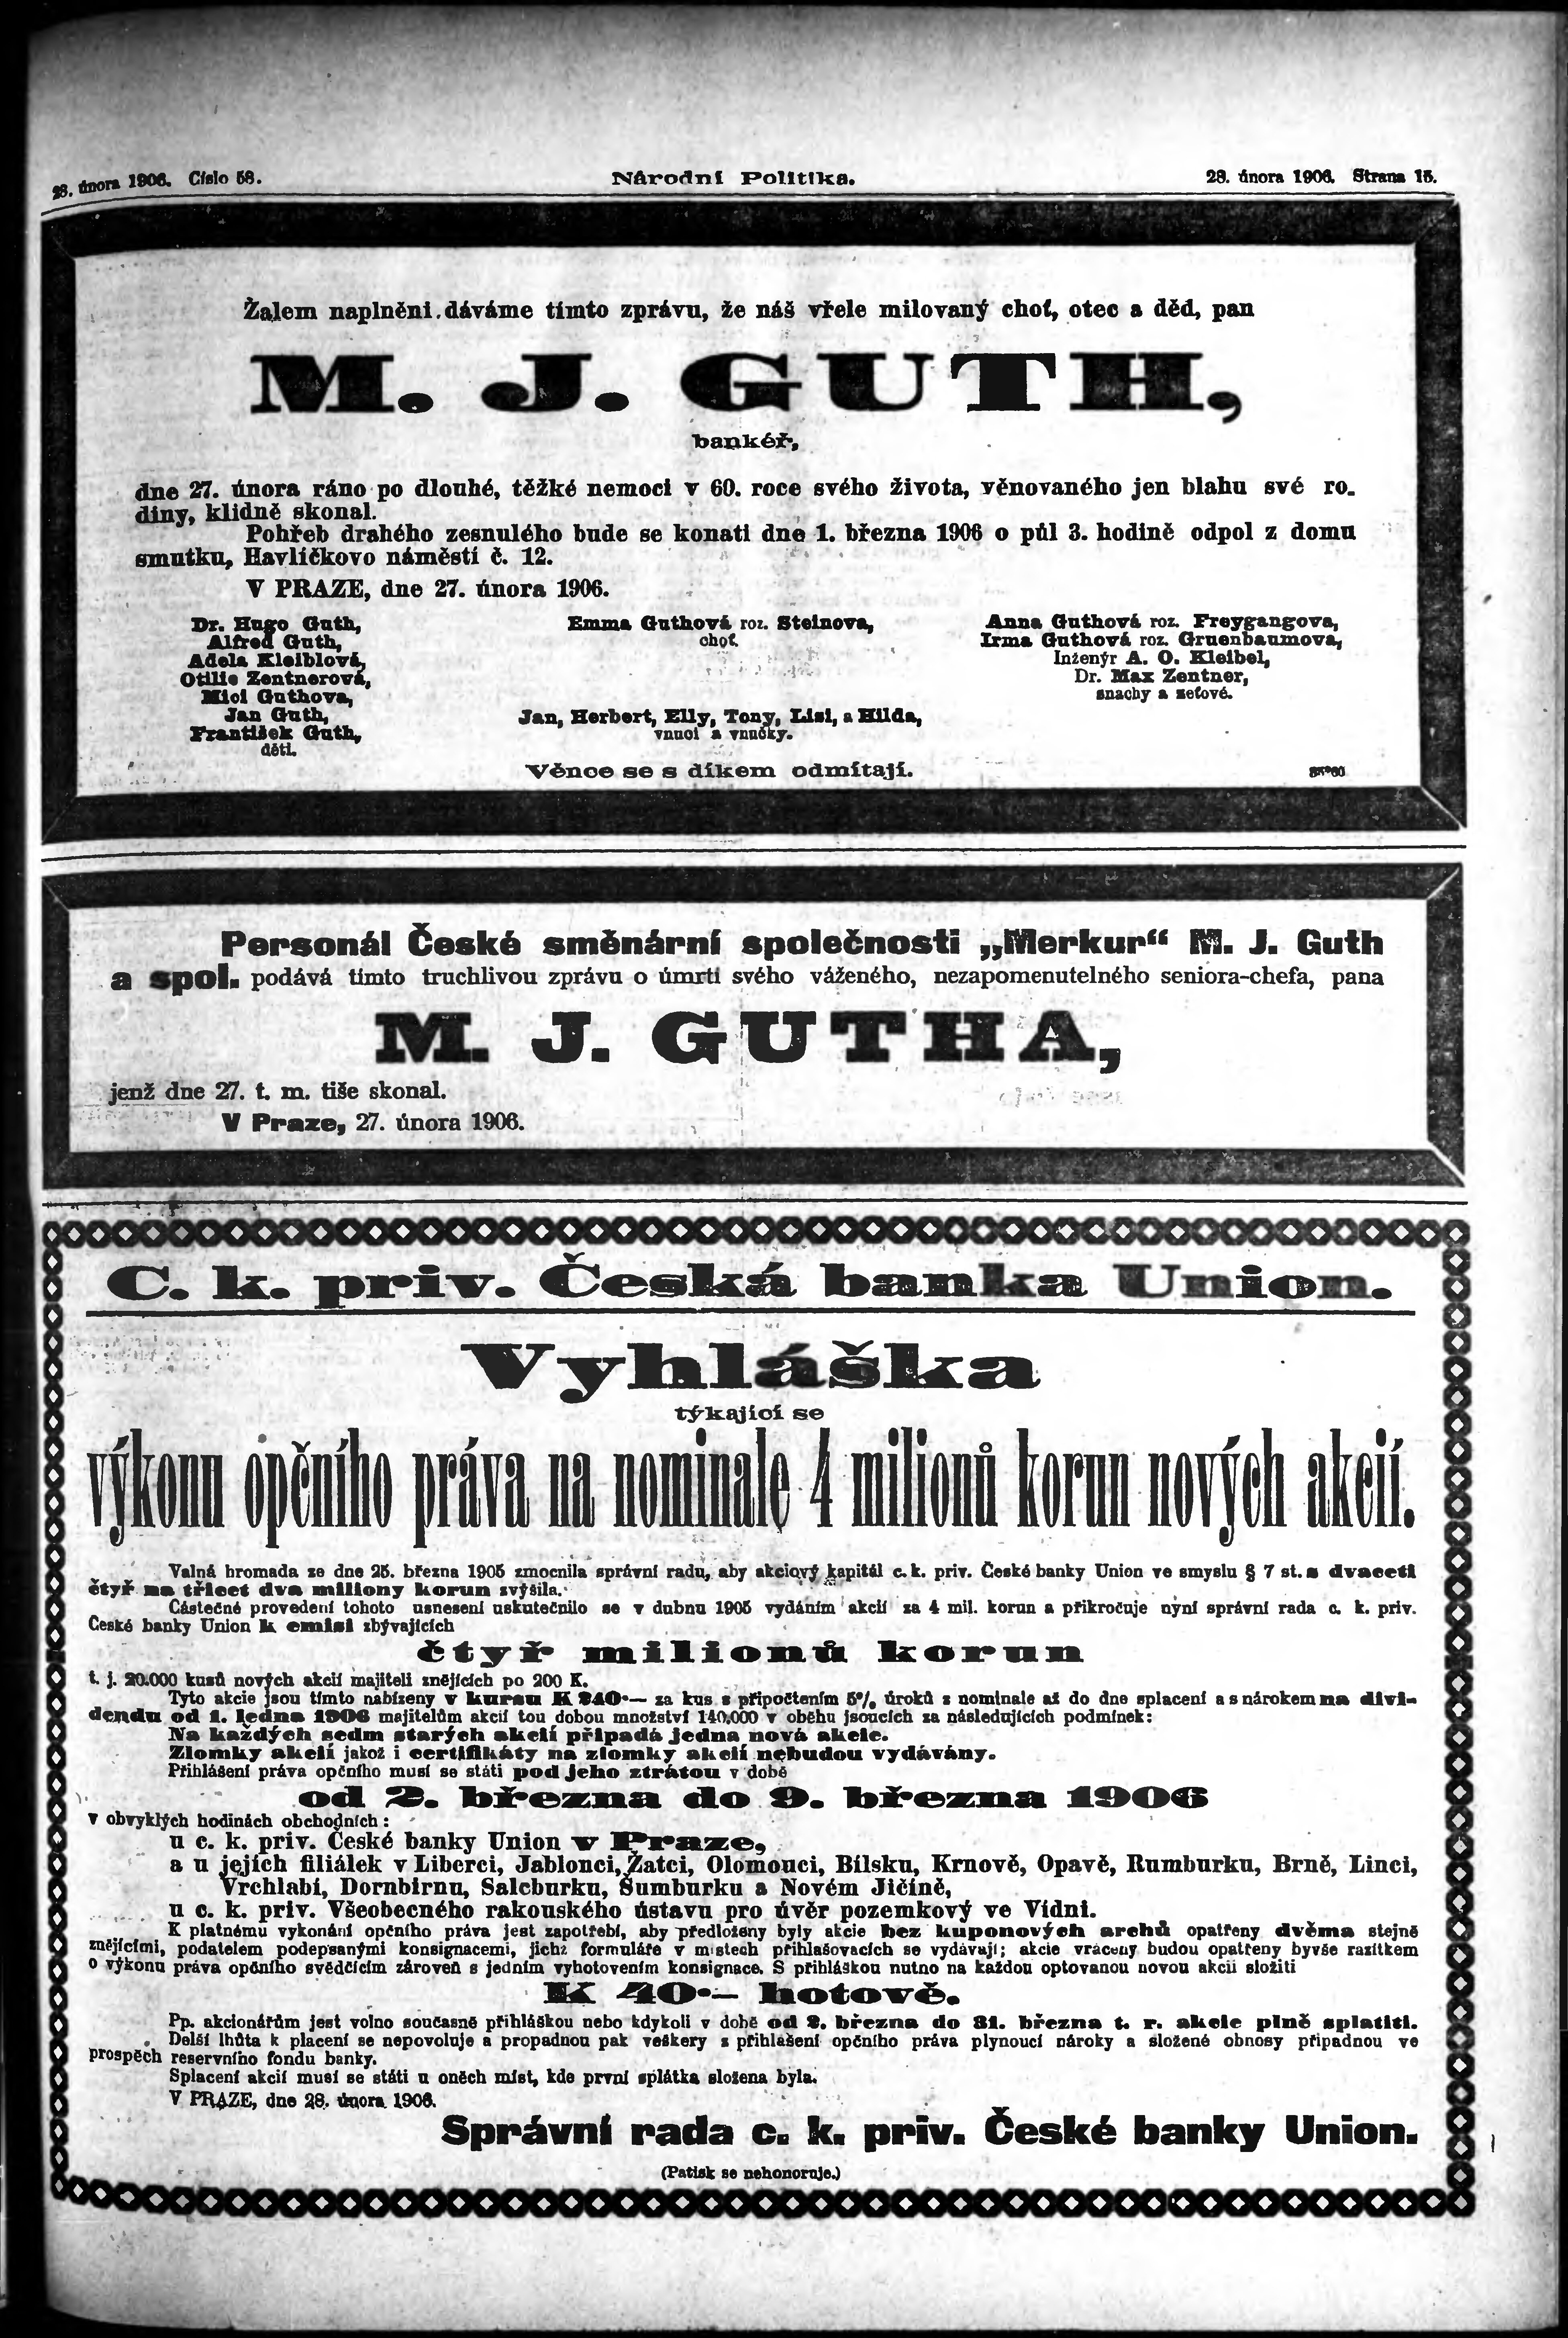 28. února 1906. Číslo 58.
Národní Politika.
28. února 1906. Strana 15.
Žalem naplněni dáváme tímto zprávu, že náš vřele milovaný choť, otec a děd, pan
M. J. GUTH,
bankéř,
dne 27. února ráno po dlouhé, těžké nemoci v 60. roce svého života, věnovaného jen blahu své ro-
diny, klidně skonal.
Pohřeb drahého zesnulého bude se konati dne 1. března 1906 o půl 3. hodině odpol z domu
smutku, Havlíčkovo náměstí č. 12.
V PRAZE, dne 27. února 1906.
Dr. Hugo Guth,
Alfred Guth,
Adela Kleiblová,
Otilie Zentnerová,
Mici Guthova,
Jan Guth,
František Guth,
děti.
Emma Guthová roz. Steinova,
choť.
Jan, Herbert, Elly, Tony, Lisi, a Hilda,
vnuci a vnučky.
Anna Guthová roz. Freygangova,
Irma Guthová roz. Gruenbaumova,
Inženýr A. O. Kleibel,
Dr. Max Zentner,
snachy a zeťové.
Věnce se s díkem odmítají.
Personál České směnární společnosti „Merkur“ M. J. Guth
a spol. podává tímto truchlivou zprávu o úmrtí svého váženého, nezapomenutelného seniora-chefa, pana
M. J. GUTHA,
jenž dne 27. t. m. tiše skonal.
V Praze, 27. února 1906.
C. k. priv. Česká banka Union.
Vyhláška
týkající se
výkonu opčního práva na nominale 4 milionů korun nových akcií.
Valná hromada ze dne 25. března 1905 zmocnila správní radu, aby akciový kapitál c. k. priv. České banky Union ve smyslu § 7 st. s dvaceti
čtyř na třicet dva miliony korun zvýšila.
Částečné provedení tohoto usnesení uskutečnilo se v dubnu 1905 vydáním akcií za 4 mil. korun a přikročuje nyní správní rada c. k. priv.
České banky Union k emisi zbývajících
čtyř milionů korun
t. j. 20.000 kusů nových akcií majiteli znějících po 200 K.
Tyto akcie jsou tímto nabízeny v kursu K 240·— za kus s připočtením 5% úroků z nominale až do dne splacení a s nárokem na divi-
dendu od 1. ledna 1906 majitelům akcií tou dobou množství 140.000 v oběhu jsoucích za následujících podmínek:
Na každých sedm starých akcií připadá jedna nová akcie.
Zlomky akcií jakož i certifikáty na zlomky akcií nebudou vydávány.
Přihlášení práva opčního musí se státi pod jeho ztrátou v době
od 2. března do 9. března 1906
v obvyklých hodinách obchodních:
u c. k. priv. České banky Union v Praze,
a u jejích filiálek v Liberci, Jablonci, Žatci, Olomouci, Bílsku, Krnově, Opavě, Rumburku, Brně, Linci,
Vrchlabí, Dornbirnu, Salcburku, Šumburku a Novém Jičíně,
u c. k. priv. Všeobecného rakouského ústavu pro úvěr pozemkový ve Vídni.
K platnému vykonání opčního práva jest zapotřebí, aby předloženy byly akcie bez kuponových archů opatřeny dvěma stejně
znějícími, podatelem podepsanými konsignacemi, jichž formuláře v místech přihlašovacích se vydávají; akcie vráceny budou opatřeny byvše razítkem
o výkonu práva opčního svědčícím zároveň s jedním vyhotovením konsignace. S přihláškou nutno na každou optovanou novou akcii složiti
K 40·— hotově.
Pp. akcionářům jest volno současně přihláškou nebo kdykoli v době od 2. března do 31. března t. r. akcie plně splatiti.
Delší lhůta k placení se nepovoluje a propadnou pak veškery z přihlašení opčního práva plynoucí nároky a složené obnosy připadnou ve
prospěch reservního fondu banky.
Splacení akcií musí se státi u oněch míst, kde první splátka složena byla.
V PRAZE, dne 28. února 1906.
Správní rada c. k. priv. České banky Union.
(Patisk se nehonoruje.)